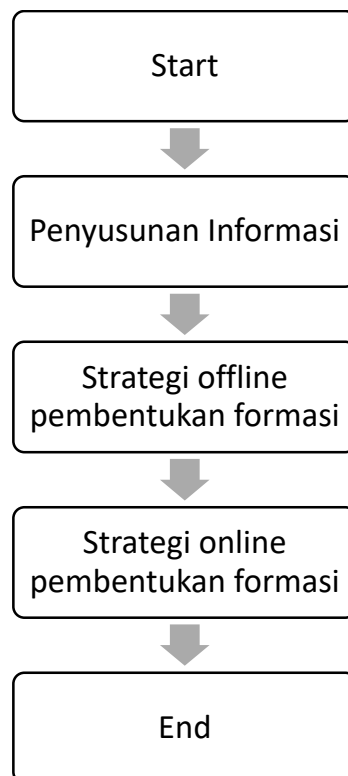 Start
Penyusunan Informasi
Strategi offline
pembentukan formasi
Strategi online
pembentukan formasi
End